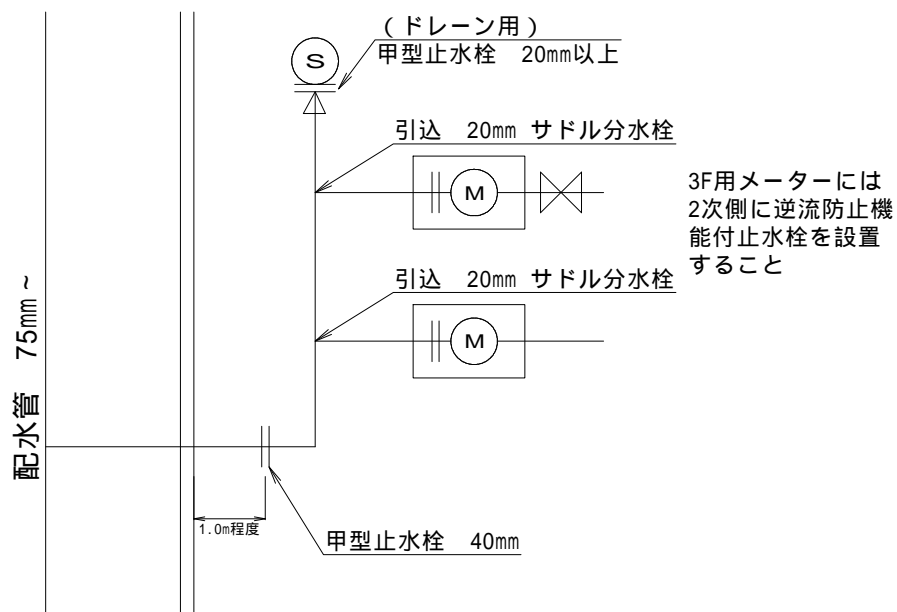 (ドレーン用)
甲型止水栓 20mm以上
S
引込 20mm サドル分水栓
M
3F用メーターには
2次側に逆流防止機
能付止水栓を設置
すること
引込 20mm サドル分水栓
M
配水管 75mm~
1.0m程度
甲型止水栓 40mm